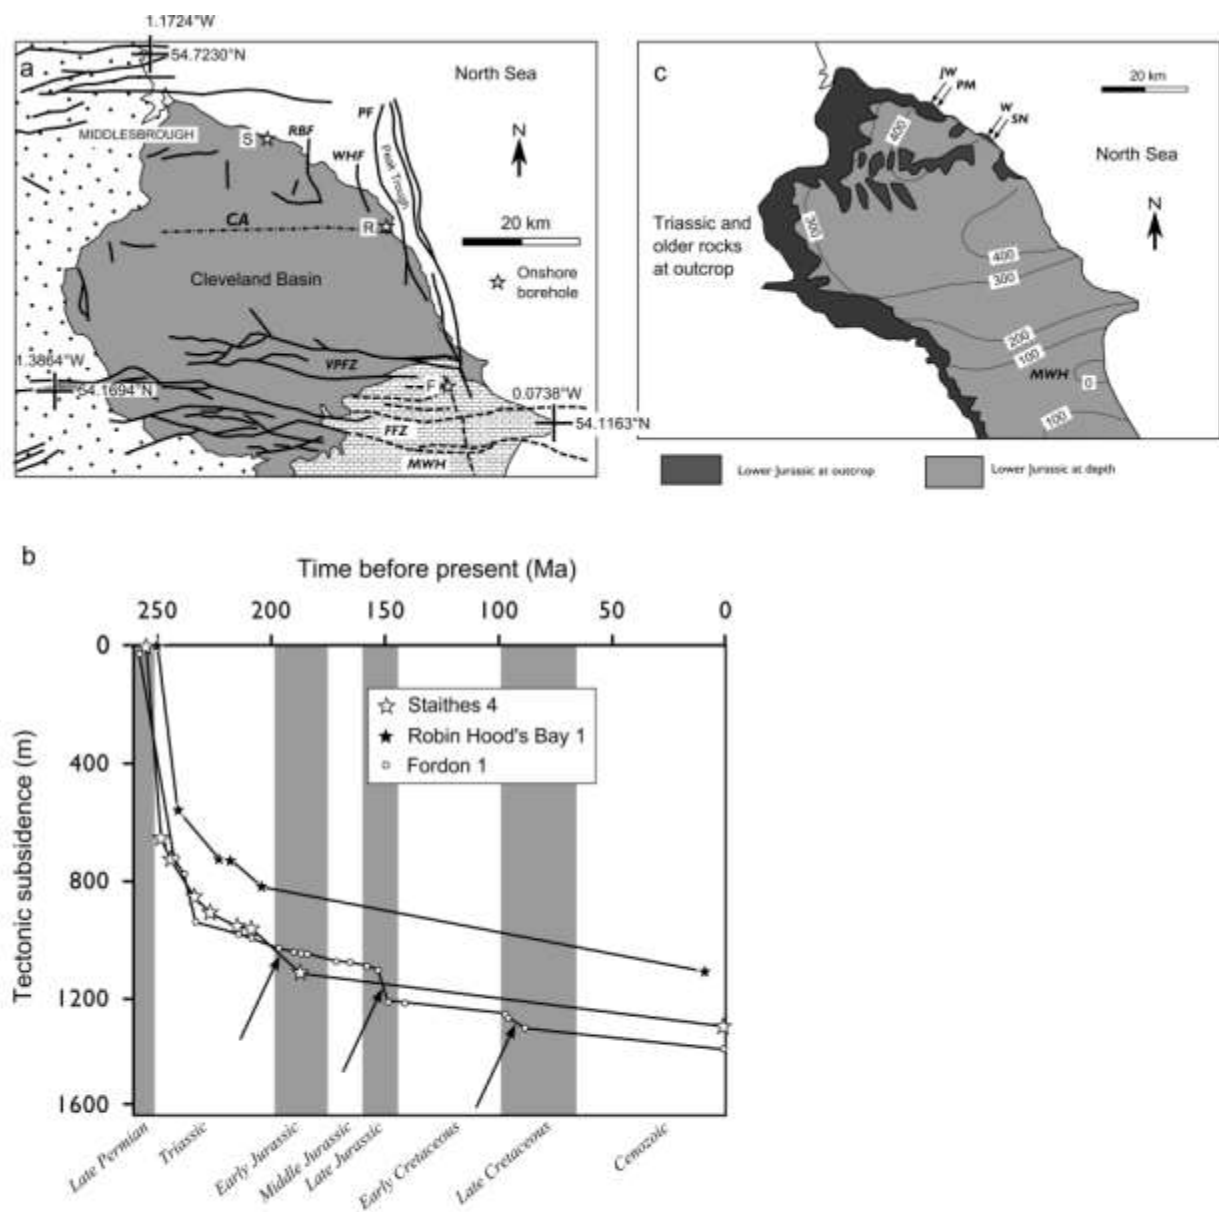 1.1724°W
a
54.7230°N
North Sea
MIDDLESBROUGH
S
RBF
PF
WHF
Peak Trough
N
CA
R
20 km
Cleveland Basin
Onshore
borehole
VPFZ
1.3864°W
54.1694°N
F
0.0738°W
54.1163°N
FFZ
MWH
c
JW
PM
20 km
W
SN
400
North Sea
N
Triassic and
older rocks
at outcrop
300
400
300
200
100
MWH
0
100
Lower Jurassic at outcrop
Lower Jurassic at depth
b
Time before present (Ma)
250 200 150 100 50 0
0
Staithes 4
Robin Hood's Bay 1
Fordon 1
400
800
1200
1600
Tectonic subsidence (m)
Late Permian
Triassic
Early Jurassic
Middle Jurassic
Late Jurassic
Early Cretaceous
Late Cretaceous
Cenozoic